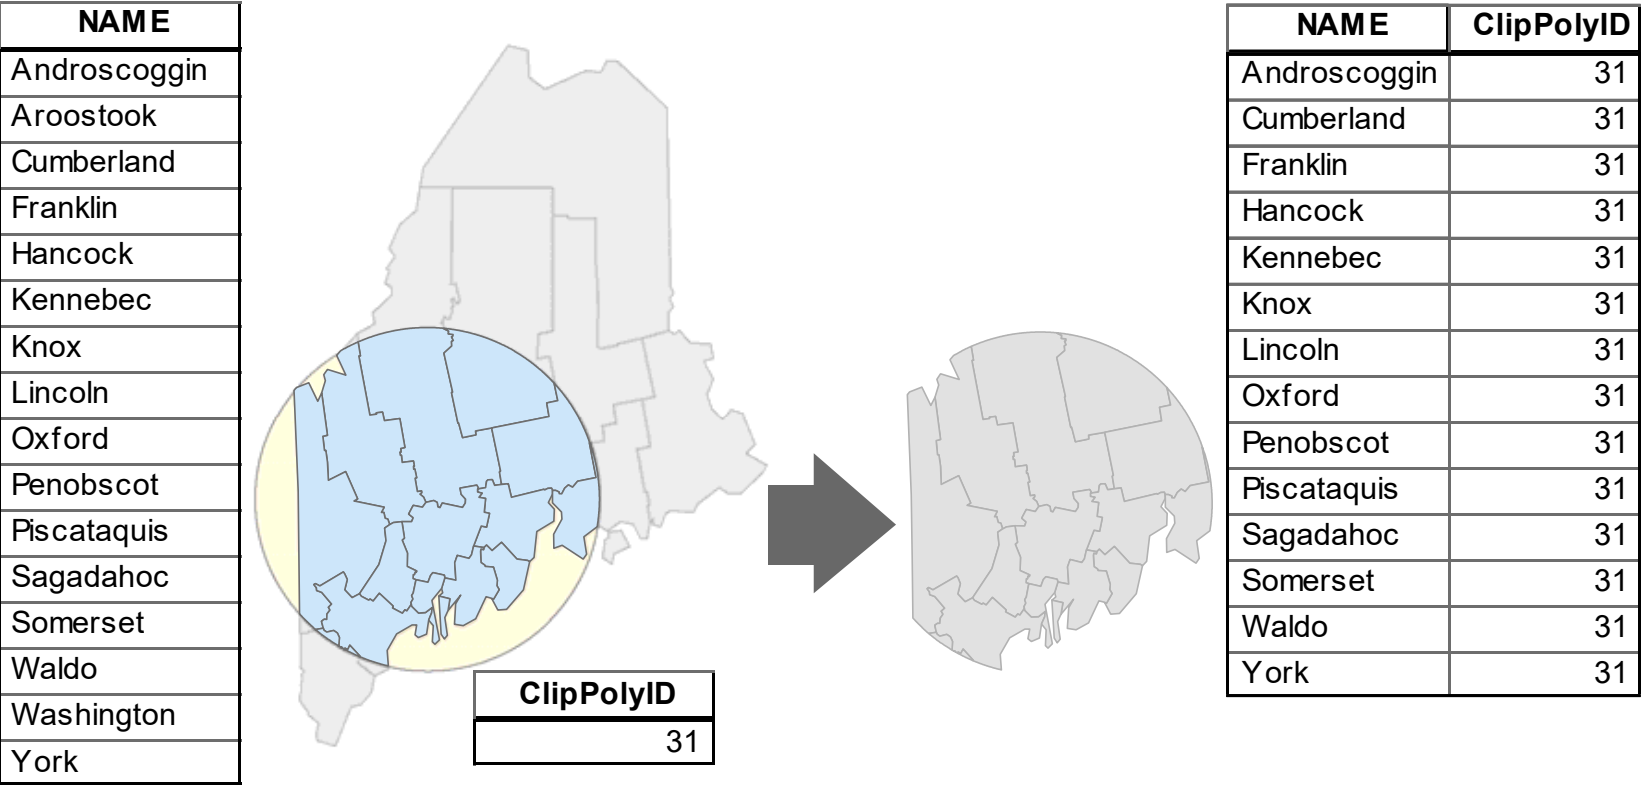 NAME
Androscoggin
Aroostook
Cumberland
Franklin
Hancock
Kennebec
Knox
Lincoln
Oxford
Penobscot
Piscataquis
Sagadahoc
Somerset
Waldo
Washington
York
ClipPolyID
31
NAME ClipPolyID
Androscoggin 31
Cumberland 31
Franklin 31
Hancock 31
Kennebec 31
Knox 31
Lincoln 31
Oxford 31
Penobscot 31
Piscataquis 31
Sagadahoc 31
Somerset 31
Waldo 31
York 31